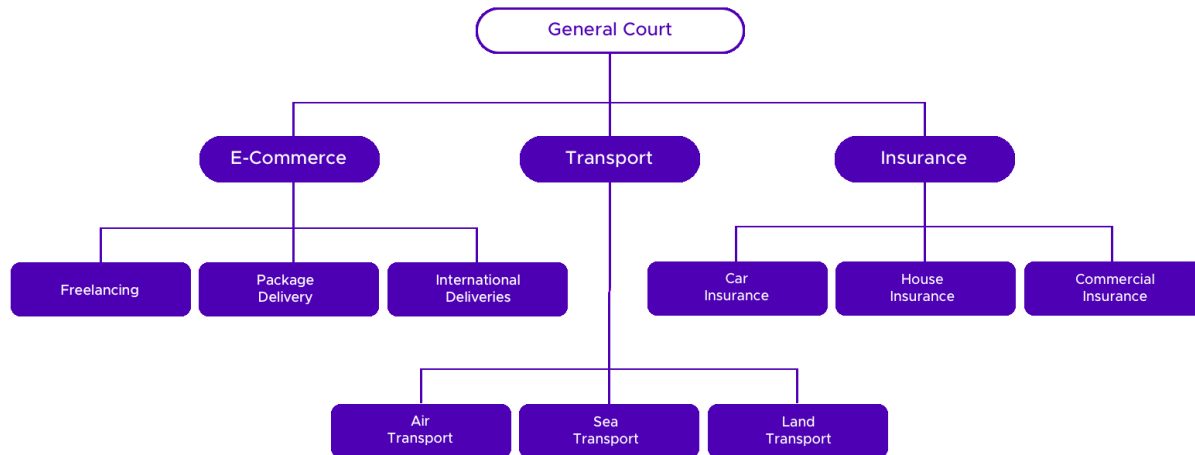 General Court
E-Commerce
Transport
Insurance
Freelancing
Package
Delivery
International
Deliveries
Car
Insurance
House
Insurance
Commercial
Insurance
Air
Transport
Sea
Transport
Land
Transport